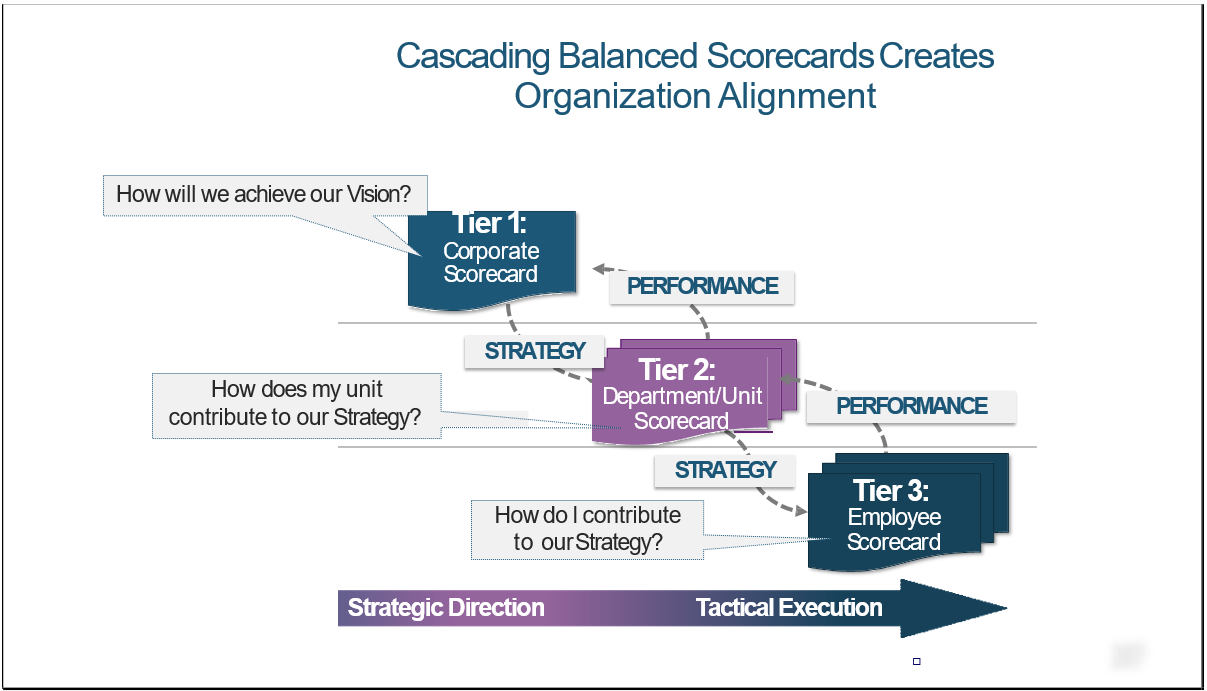 Cascading Balanced Scorecards Creates
Organization Alignment
How will we achieve our Vision?
Tier 1:
Corporate
Scorecard
PERFORMANCE
STRATEGY
How does my unit
contribute to our Strategy?
Tier 2:
Department/Unit
Scorecard
PERFORMANCE
STRATEGY
How do I contribute
to our Strategy?
Tier 3:
Employee
Scorecard
Strategic Direction
Tactical Execution